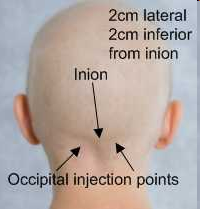 2cm lateral
2cm inferior
from inion
Inion
Occipital injection points